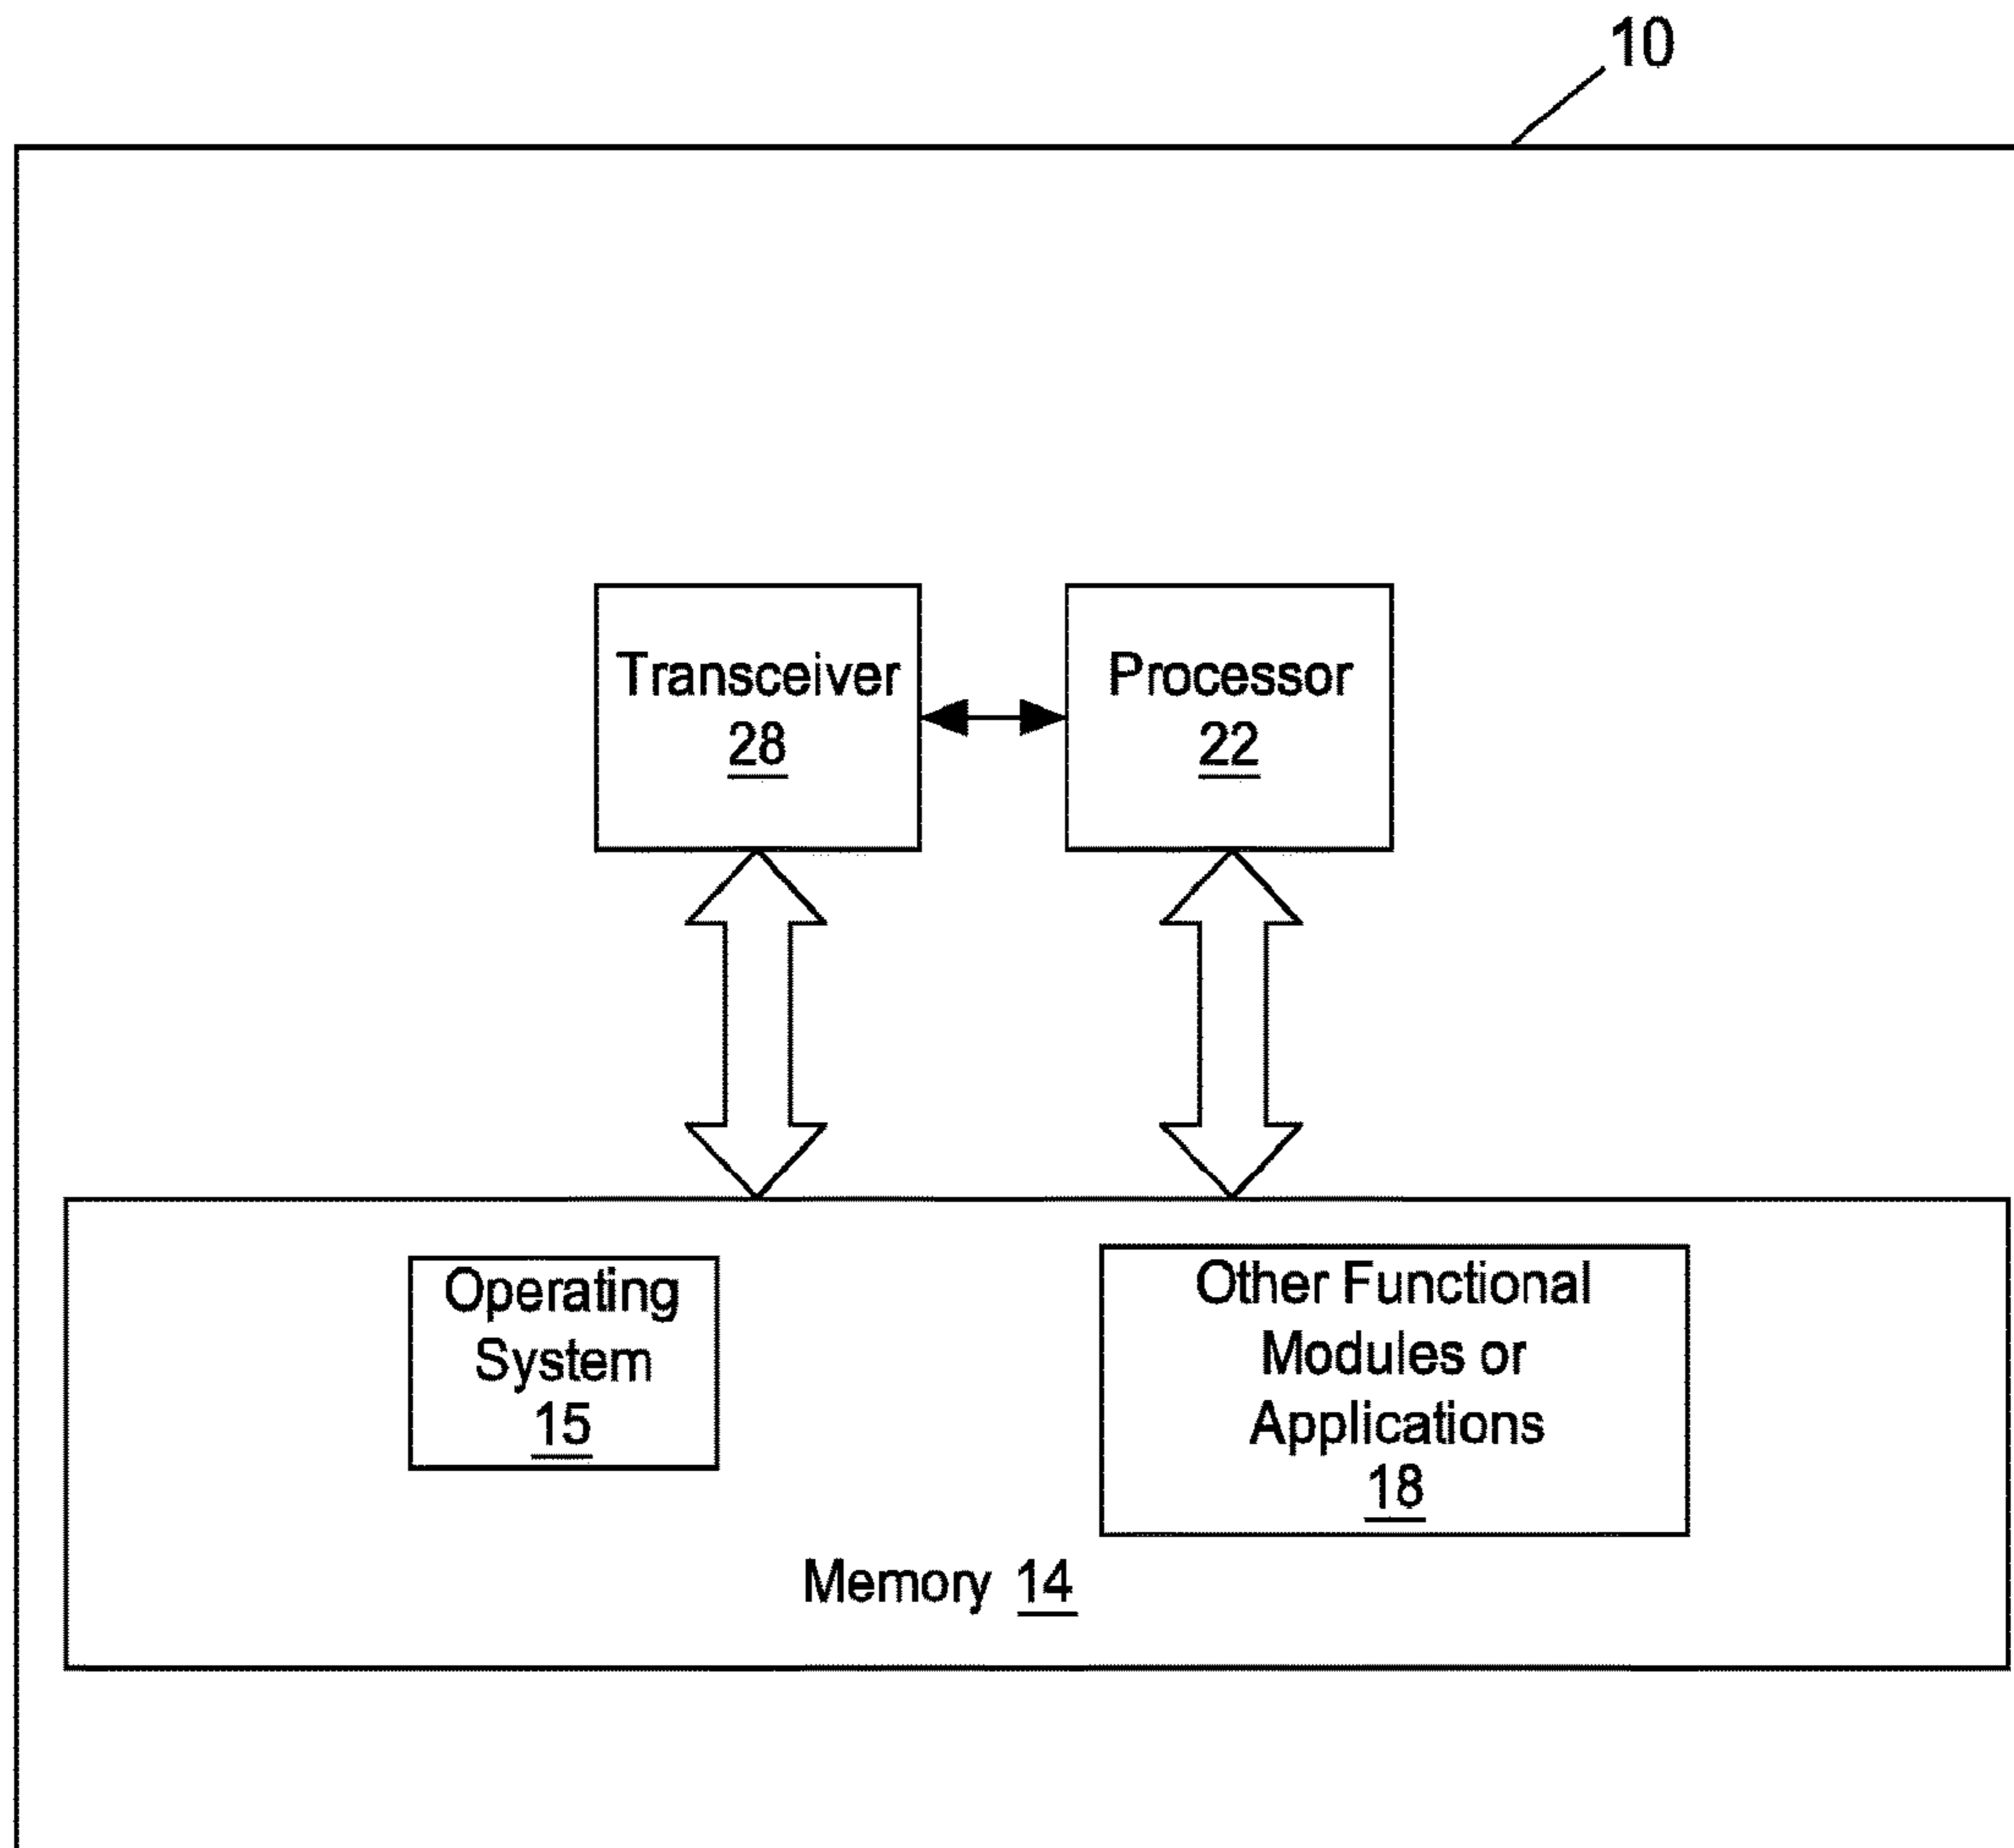 10
Transceiver
28
Processor
22
Operating
System
15
Other Functional
Modules or
Applications
18
Memory 14